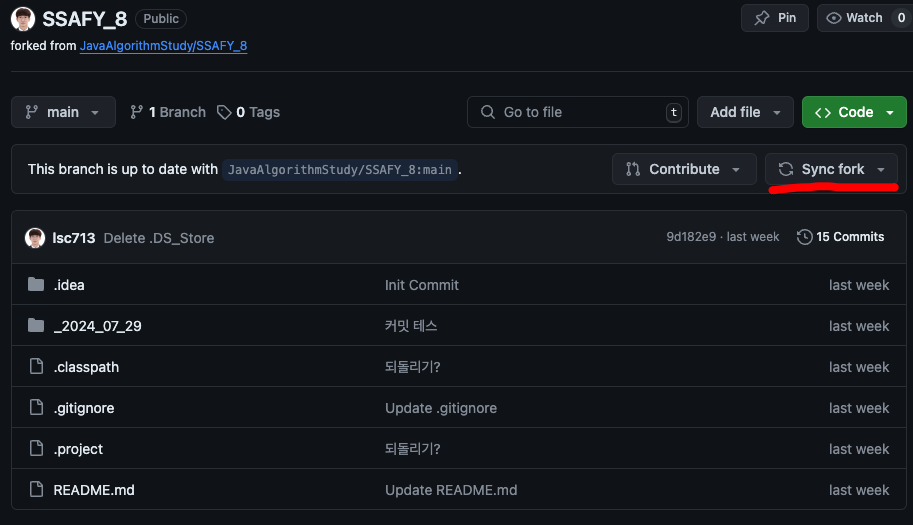 SSAFY_8 Public Pin Watch 0
forked from JavaAlgorithmStudy/SSAFY_8
main 1 Branch 0 Tags Go to file t Add file <> Code
This branch is up to date with JavaAlgorithmStudy/SSAFY_8:main . Contribute Sync fork
lsc713 Delete .DS_Store 9d182e9 · last week 15 Commits
.idea Init Commit last week
_2024_07_29 커밋 테스 last week
.classpath 되돌리기? last week
.gitignore Update .gitignore last week
.project 되돌리기? last week
README.md Update README.md last week